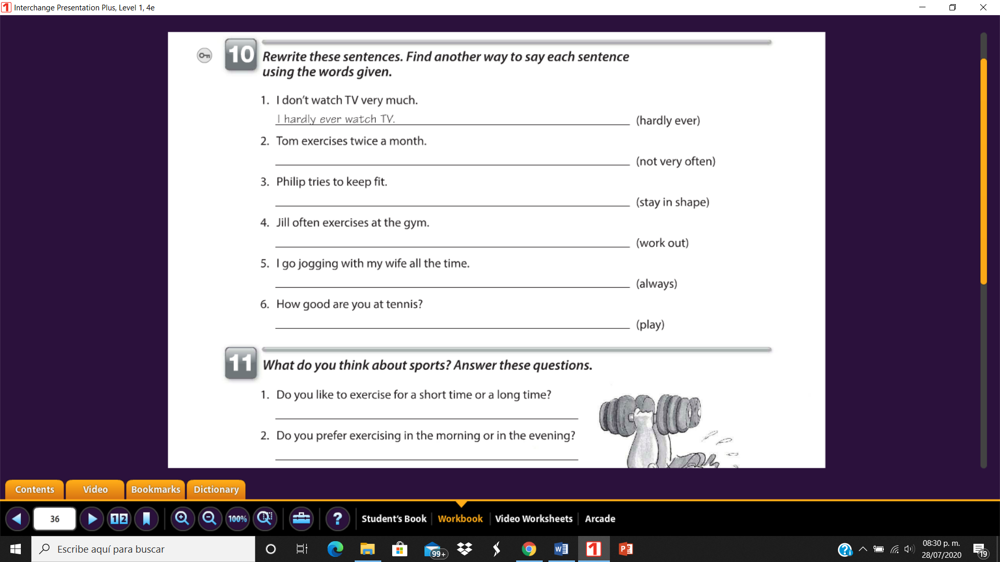 Interchange Presentation Plus, Level 1, 4e
10 Rewrite these sentences. Find another way to say each sentence
using the words given.
1. I don't watch TV very much.
I hardly ever watch TV. (hardly ever)
2. Tom exercises twice a month.
(not very often)
3. Philip tries to keep fit.
(stay in shape)
4. Jill often exercises at the gym.
(work out)
5. I go jogging with my wife all the time.
(always)
6. How good are you at tennis?
(play)
11 What do you think about sports? Answer these questions.
1. Do you like to exercise for a short time or a long time?
2. Do you prefer exercising in the morning or in the evening?
Contents Video Bookmarks Dictionary
36 12 100% ? Student's Book Workbook Video Worksheets Arcade
Escribe aquí para buscar 99+ 08:30 p. m.
28/07/2020 19